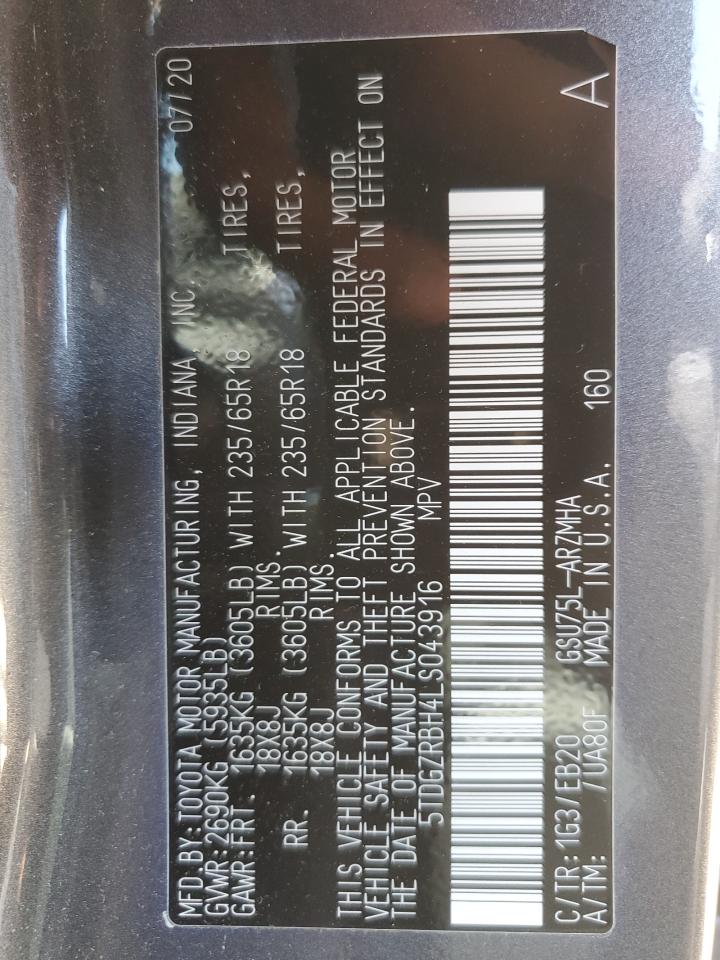 MFD.BY:TOYOTA MOTOR MANUFACTURING, INDIANA, INC. 07/20
GVWR:2690KG (5935LB)
GAWR:FRT. 1635KG (3605LB) WITH 235/65R18 TIRES,
18X8J RIMS.
RR. 1635KG (3605LB) WITH 235/65R18 TIRES,
18X8J RIMS.
THIS VEHICLE CONFORMS TO ALL APPLICABLE FEDERAL MOTOR
VEHICLE SAFETY AND THEFT PREVENTION STANDARDS IN EFFECT ON
THE DATE OF MANUFACTURE SHOWN ABOVE.
5TDGZRBH4LS043916 MPV
C/TR:1G3/EB20 GSU75L-ARZMHA
A/TM: /UA80F MADE IN U.S.A. 160 A